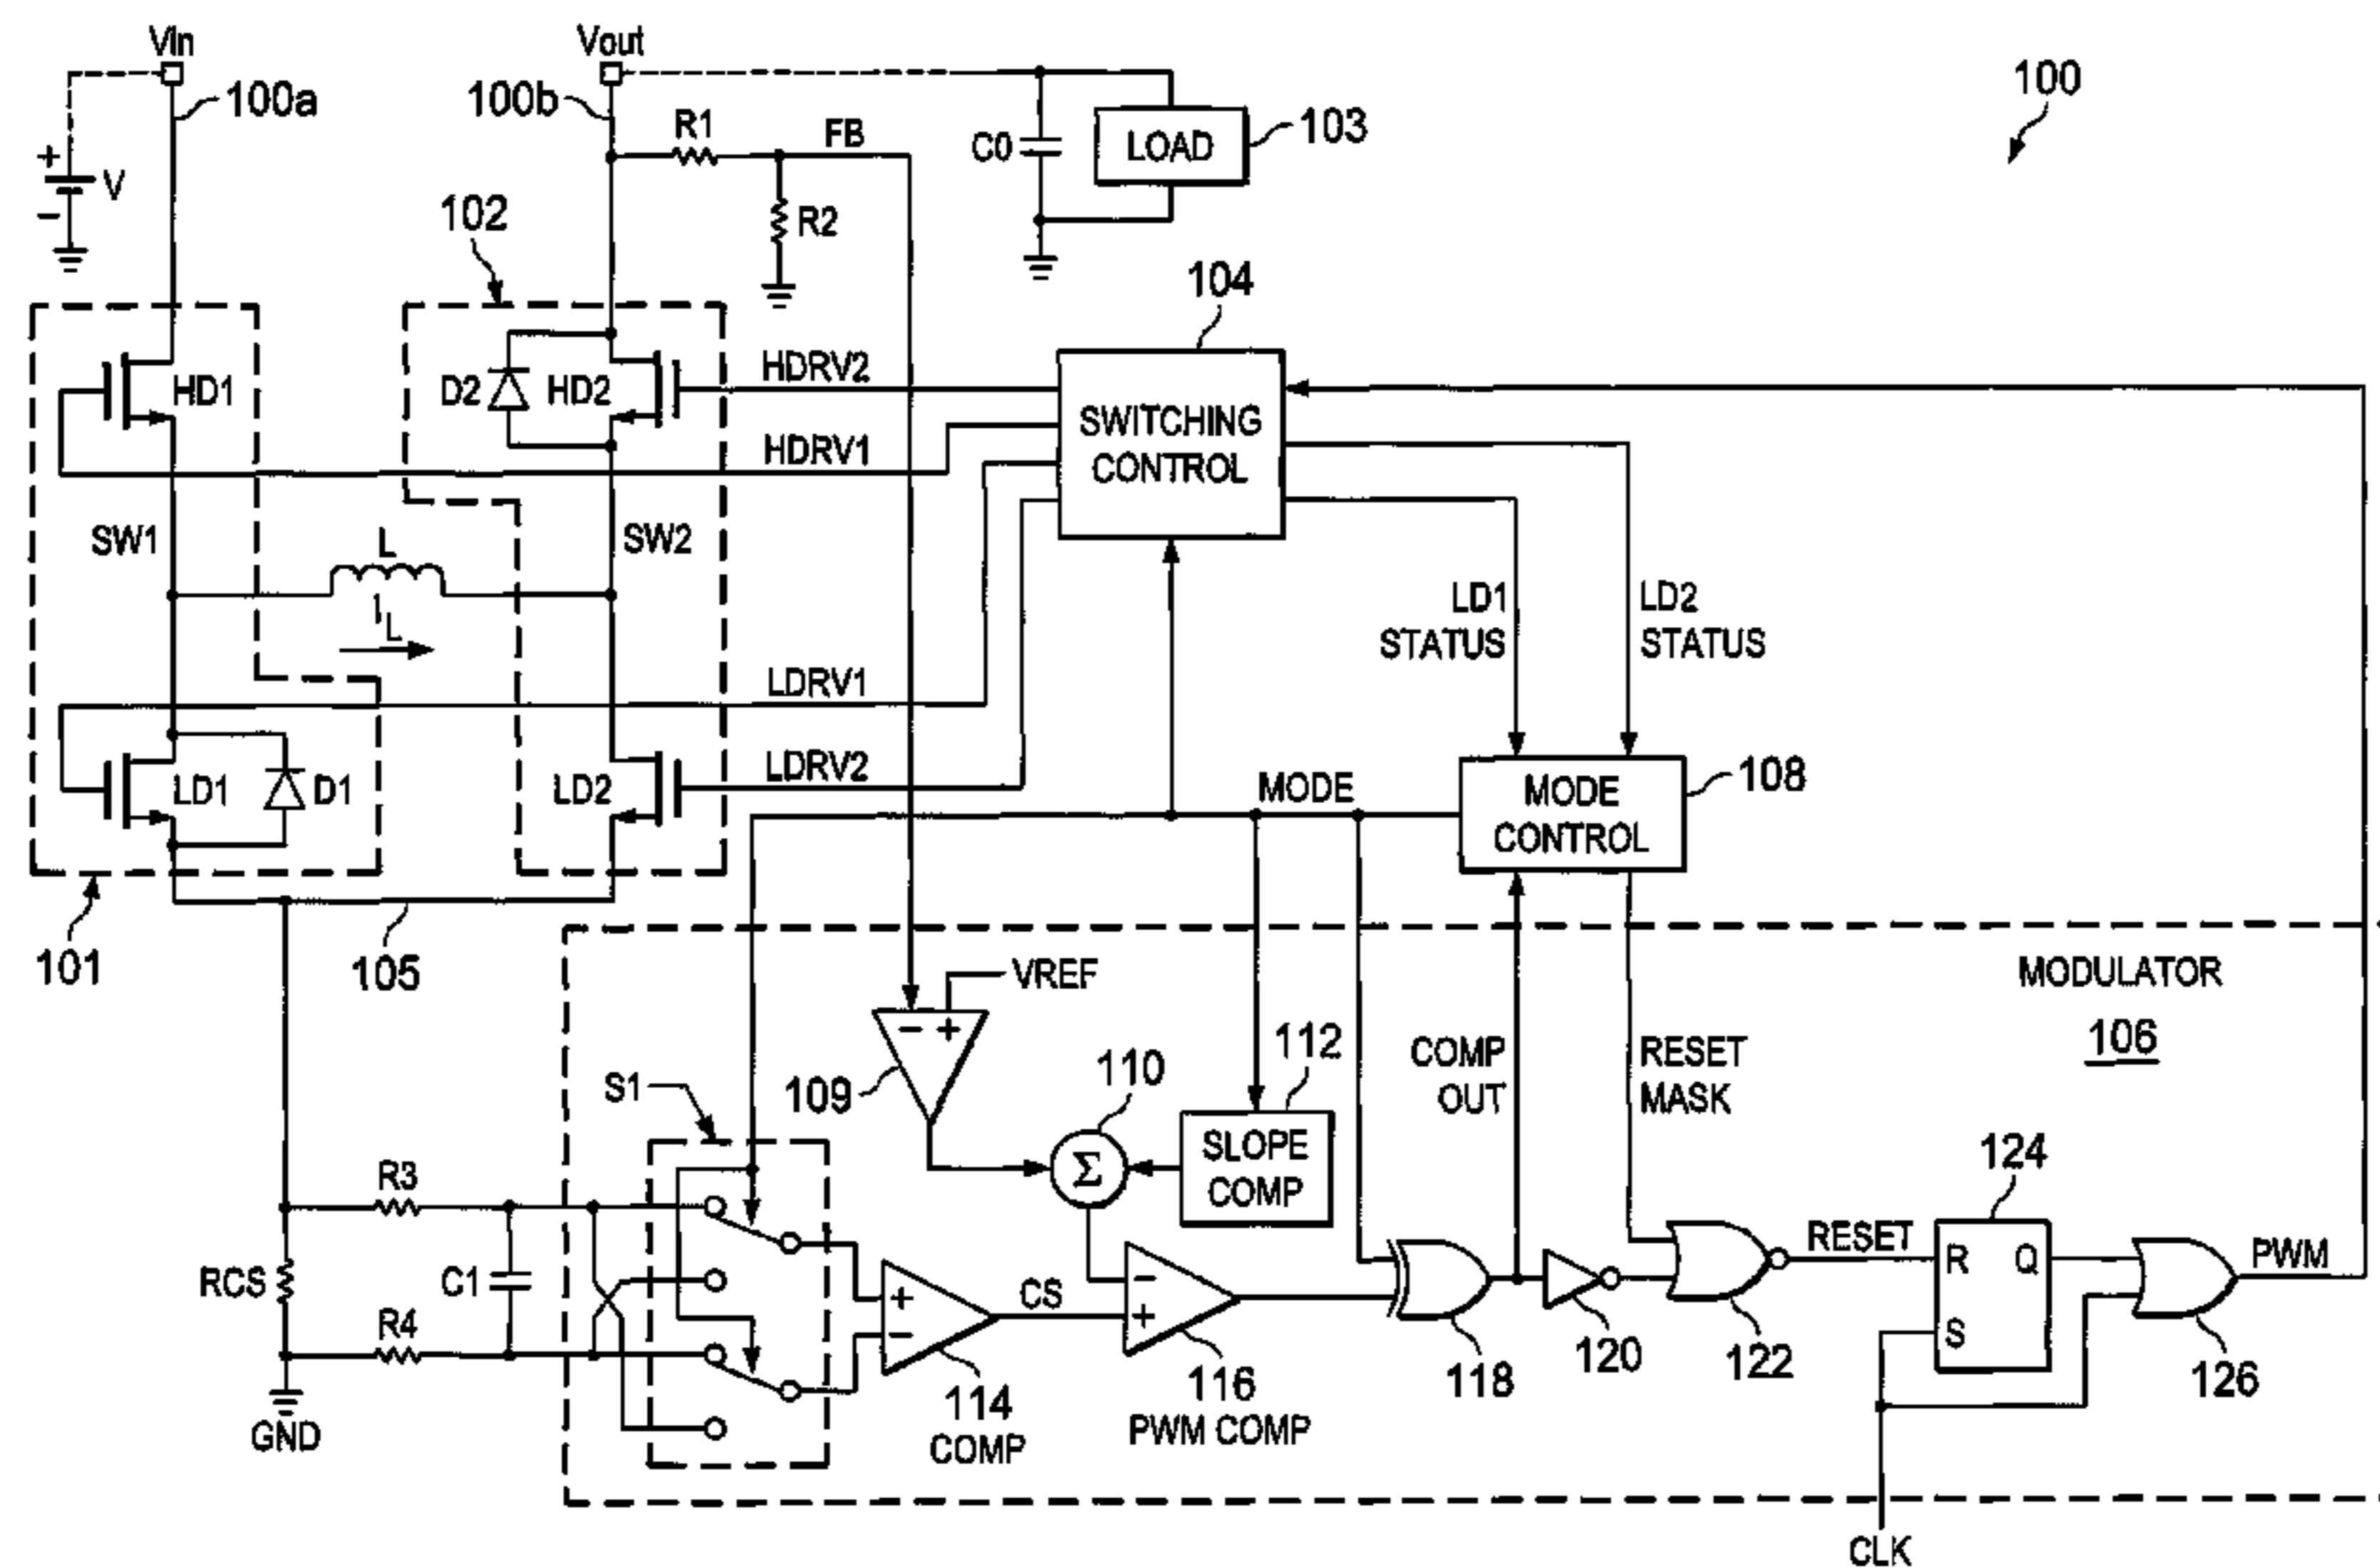 Vin
Vout
100
100a
100b
R1
FB
C0
LOAD
103
+
V
−
102
R2
104
HD1
D2
HD2
HDRV2
SWITCHING
CONTROL
HDRV1
SW1
L
SW2
IL
LD1
STATUS
LD2
STATUS
LDRV1
LD1
D1
LD2
LDRV2
MODE
MODE
CONTROL
108
101
105
VREF
MODULATOR
106
− +
109
S1
110
112
COMP
OUT
RESET
MASK
Σ
SLOPE
COMP
124
R3
RCS
C1
R4
GND
+
−
CS
−
+
RESET
R
Q
S
PWM
114
COMP
116
PWM COMP
118
120
122
126
CLK